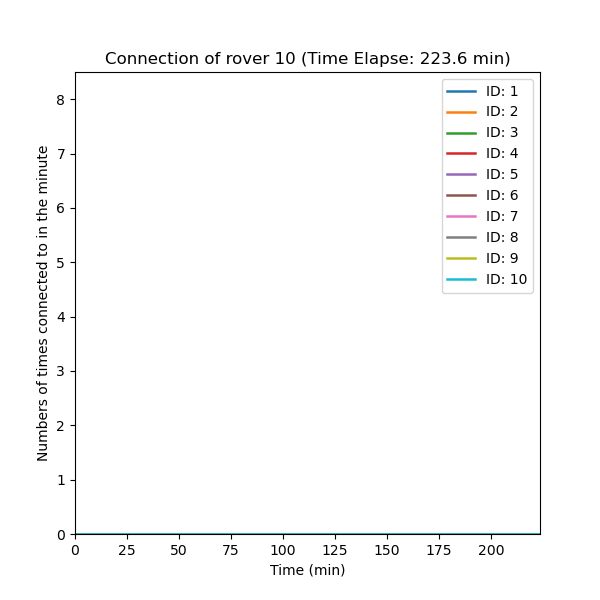 Connection of rover 10 (Time Elapse: 223.6 min)
ID: 1
ID: 2
ID: 3
ID: 4
ID: 5
ID: 6
ID: 7
ID: 8
ID: 9
ID: 10
Numbers of times connected to in the minute
8
7
6
5
4
3
2
1
0
0 25 50 75 100 125 150 175 200
Time (min)